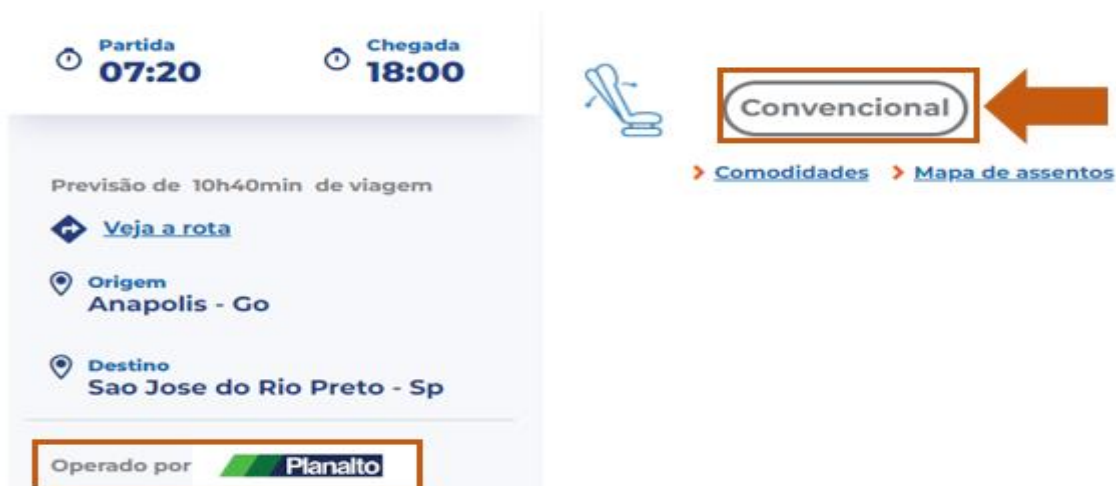 Partida
07:20
Chegada
18:00
Previsão de 10h40min de viagem
Veja a rota
Origem
Anapolis - Go
Destino
Sao Jose do Rio Preto - Sp
Operado por Planalto
Convencional
Comodidades Mapa de assentos